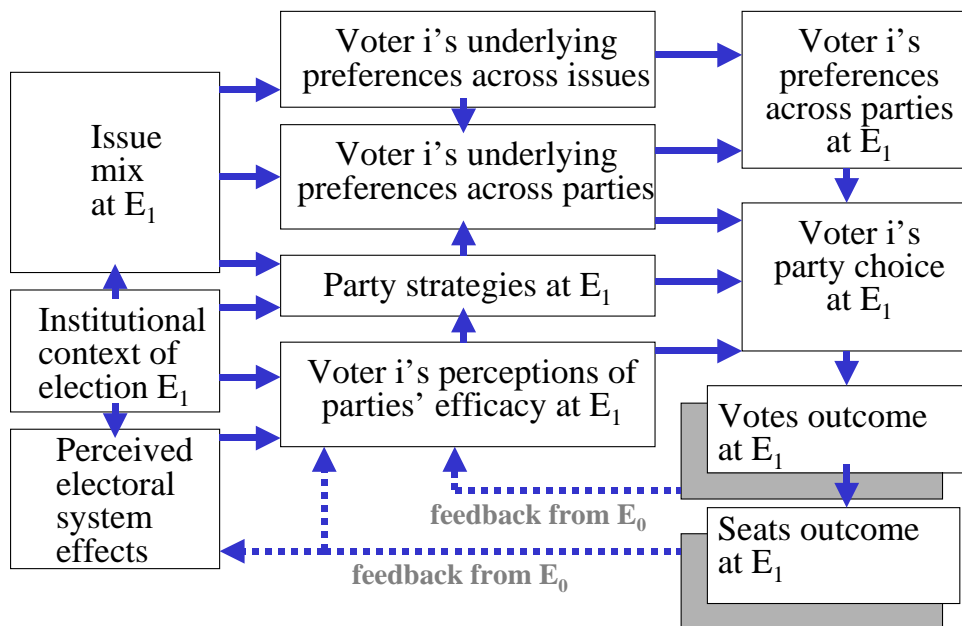 Issue
mix
at E₁
Institutional
context of
election E₁
Perceived
electoral
system
effects
Voter i’s underlying
preferences across issues
Voter i’s underlying
preferences across parties
Party strategies at E₁
Voter i’s perceptions of
parties’ efficacy at E₁
feedback from E₀
feedback from E₀
Voter i’s
preferences
across parties
at E₁
Voter i’s
party choice
at E₁
Votes outcome
at E₁
Seats outcome
at E₁